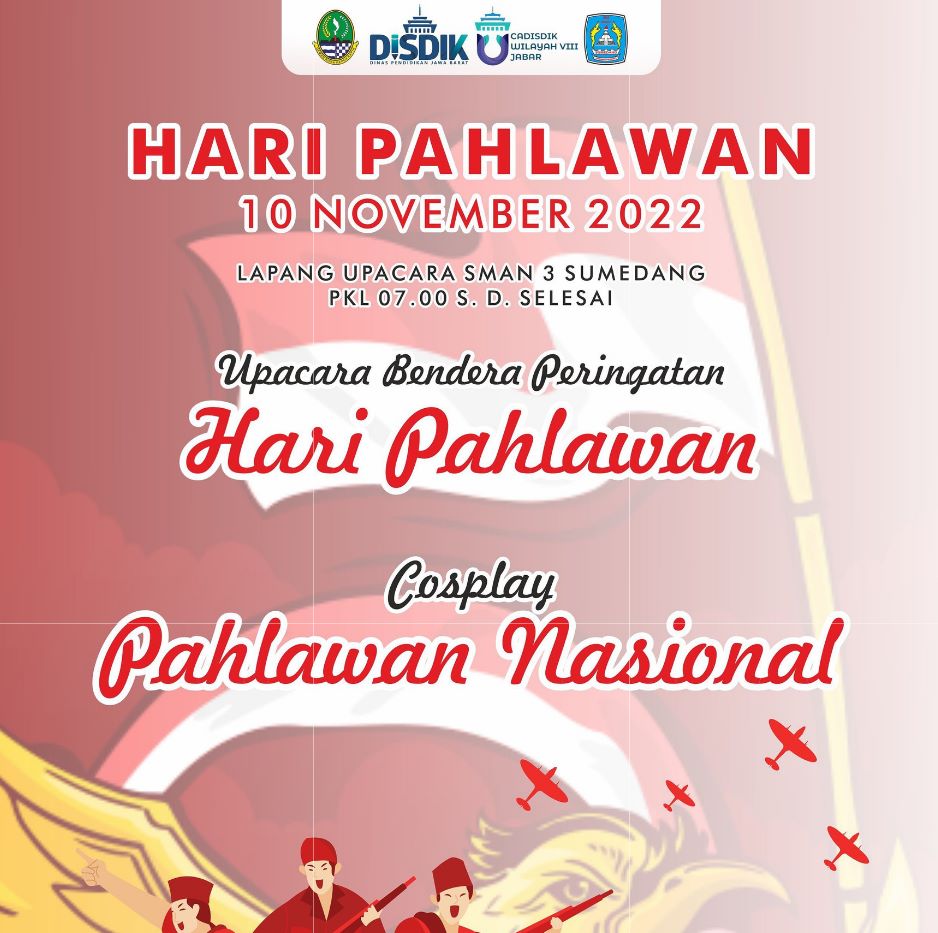 DISDIK
DINAS PENDIDIKAN JAWA BARAT
CADISDIK
WILAYAH VIII
JABAR
HARI PAHLAWAN
10 NOVEMBER 2022
LAPANG UPACARA SMAN 3 SUMEDANG
PKL 07.00 S. D. SELESAI
Upacara Bendera Peringatan
Hari Pahlawan
Cosplay
Pahlawan Nasional